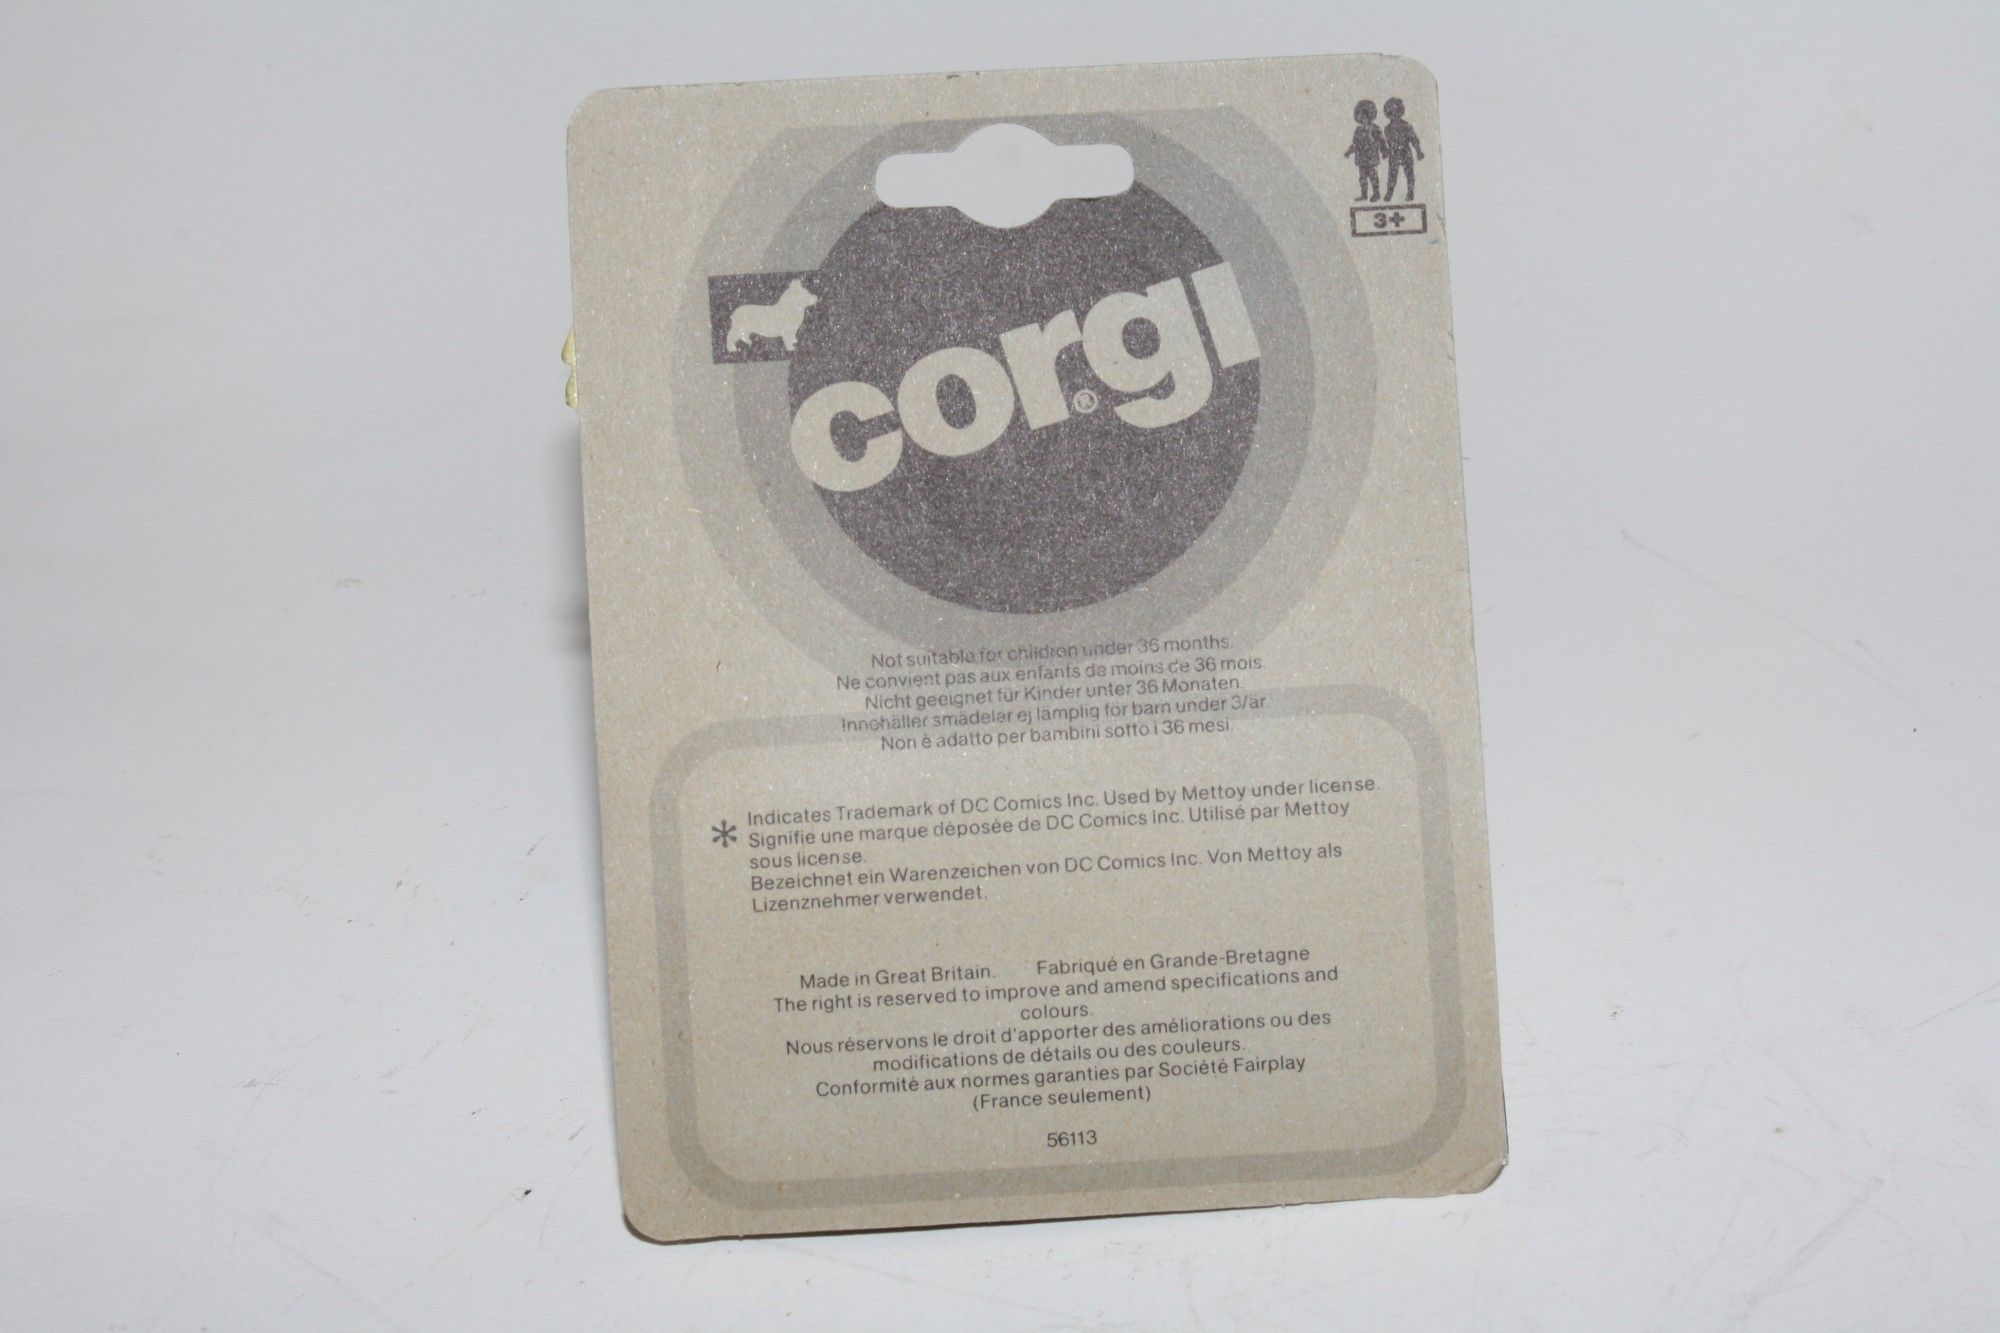 3+
corgi
®
Not suitable for children under 36 months.
Ne convient pas aux enfants de moins de 36 mois.
Nicht geeignet für Kinder unter 36 Monaten.
Innehåller smådelar ej lämplig för barn under 3/år.
Non è adatto per bambini sotto i 36 mesi.
* Indicates Trademark of DC Comics Inc. Used by Mettoy under license.
Signifie une marque déposée de DC Comics Inc. Utilisé par Mettoy
sous license.
Bezeichnet ein Warenzeichen von DC Comics Inc. Von Mettoy als
Lizenznehmer verwendet.
Made in Great Britain. Fabriqué en Grande-Bretagne
The right is reserved to improve and amend specifications and
colours.
Nous réservons le droit d'apporter des améliorations ou des
modifications de détails ou des couleurs.
Conformité aux normes garanties par Société Fairplay
(France seulement)
56113